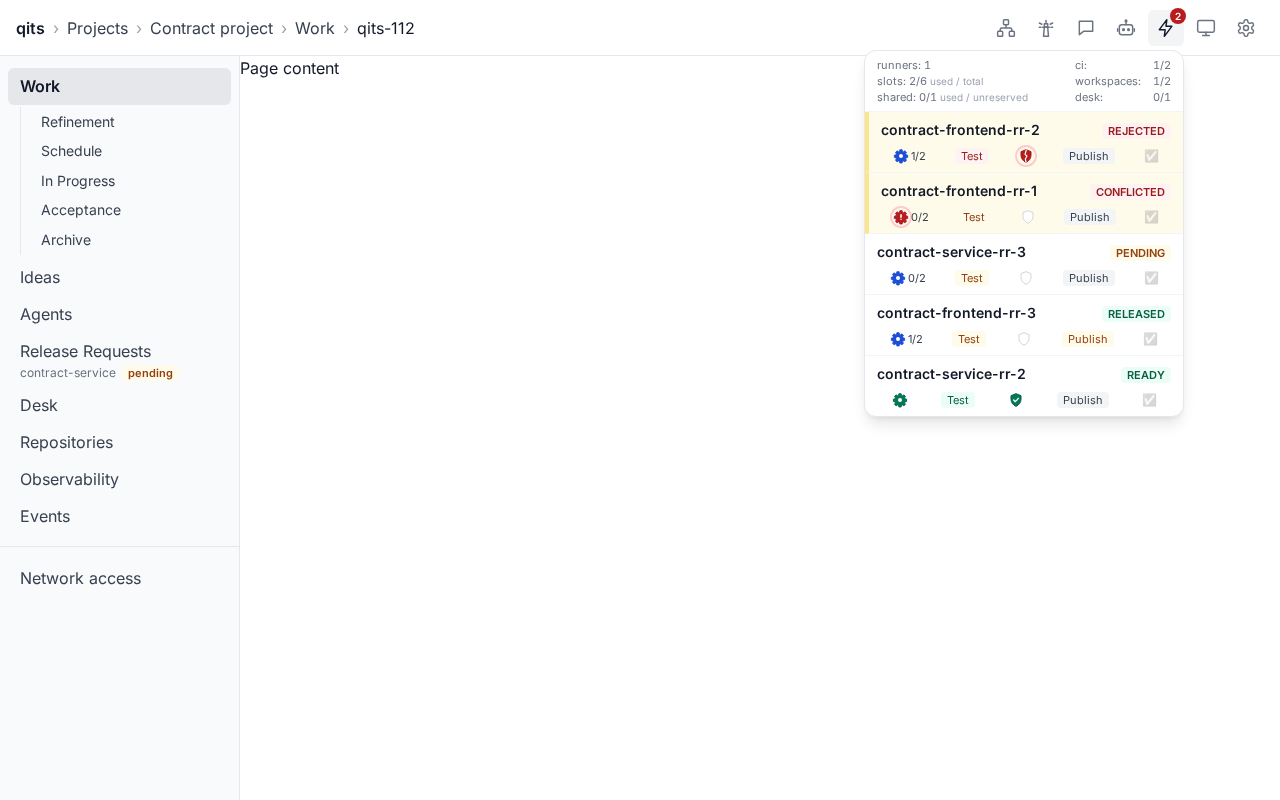 qits › Projects › Contract project › Work › qits-112
2
Work
Refinement
Schedule
In Progress
Acceptance
Archive
Ideas
Agents
Release Requests
contract-service pending
Desk
Repositories
Observability
Events
Network access
Page content
runners: 1 ci: 1/2
slots: 2/6 used / total workspaces: 1/2
shared: 0/1 used / unreserved desk: 0/1
contract-frontend-rr-2 REJECTED
1/2 Test Publish
contract-frontend-rr-1 CONFLICTED
0/2 Test Publish
contract-service-rr-3 PENDING
0/2 Test Publish
contract-frontend-rr-3 RELEASED
1/2 Test Publish
contract-service-rr-2 READY
Test Publish